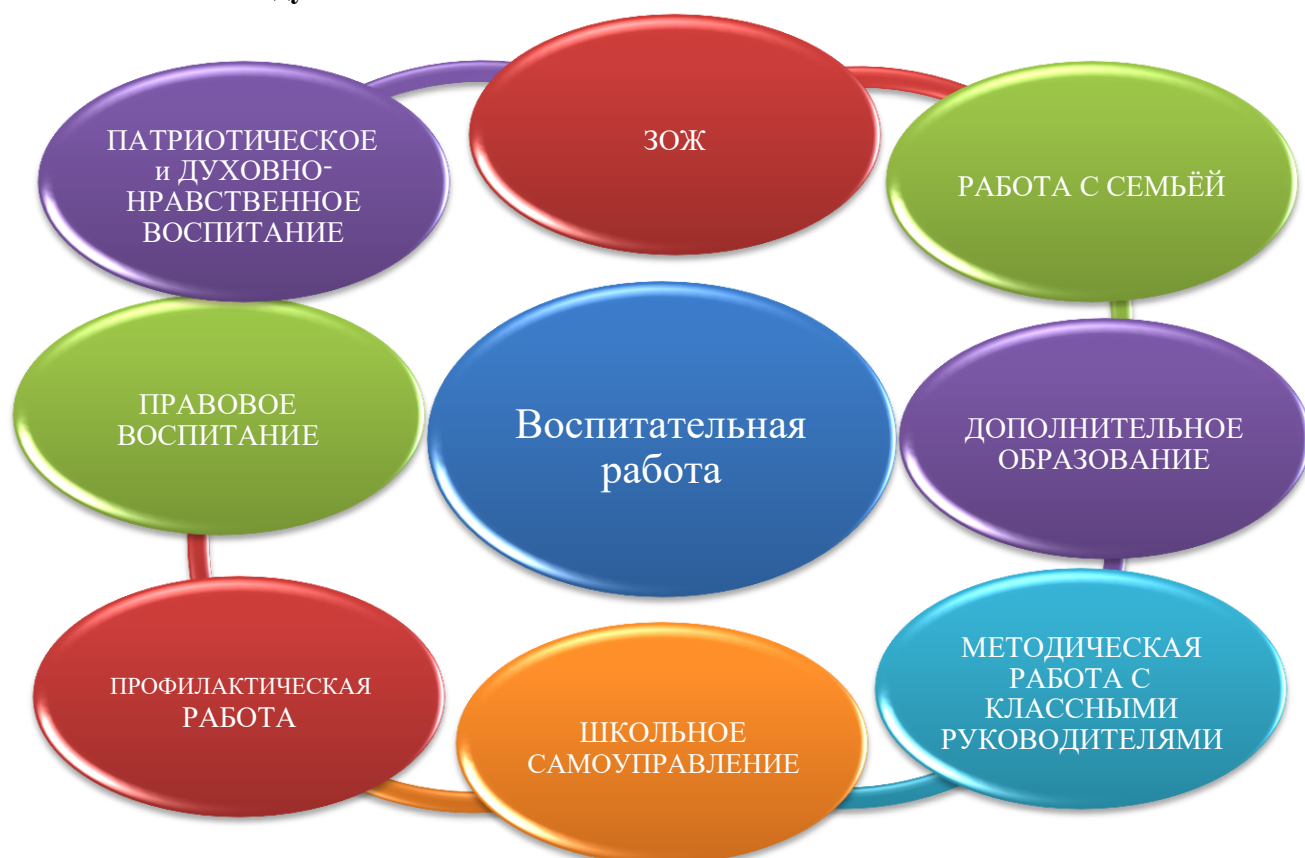 ЗОЖ
РАБОТА С СЕМЬЁЙ
ДОПОЛНИТЕЛЬНОЕ
ОБРАЗОВАНИЕ
МЕТОДИЧЕСКАЯ
РАБОТА С
КЛАССНЫМИ
РУКОВОДИТЕЛЯМИ
ШКОЛЬНОЕ
САМОУПРАВЛЕНИЕ
ПРОФИЛАКТИЧЕСКАЯ
РАБОТА
ПРАВОВОЕ
ВОСПИТАНИЕ
ПАТРИОТИЧЕСКОЕ
и ДУХОВНО-
НРАВСТВЕННОЕ
ВОСПИТАНИЕ
Воспитательная
работа